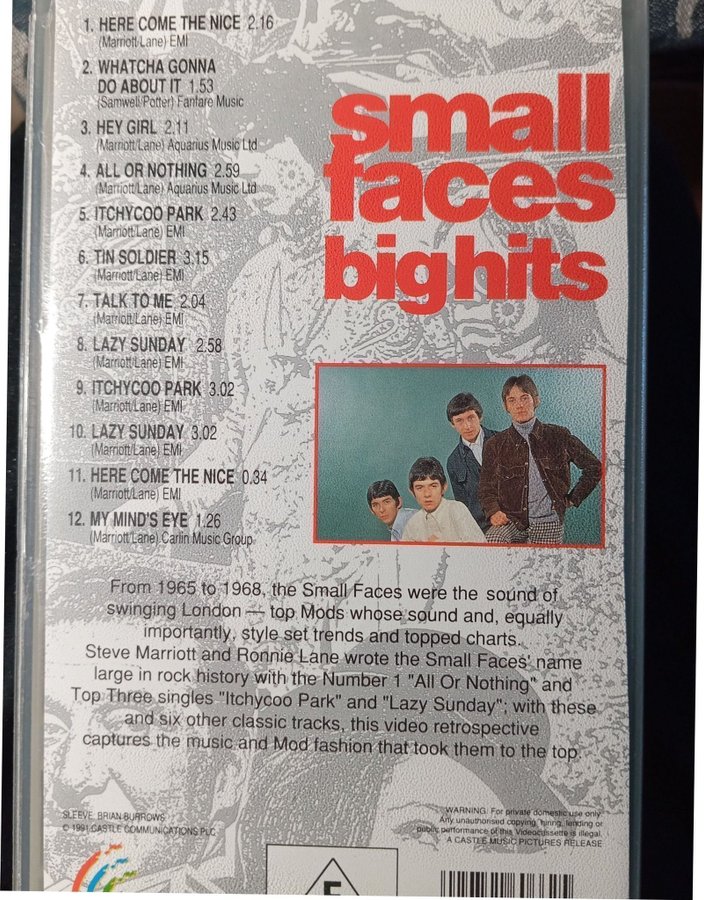 1. HERE COME THE NICE 2.16
(Marriott/Lane) EMI
2. WHATCHA GONNA
DO ABOUT IT 1.53
(Samwell/Potter) Fanfare Music
3. HEY GIRL 2.11
(Marriott/Lane) Aquarius Music Ltd
4. ALL OR NOTHING 2.59
(Marriott/Lane) Aquarius Music Ltd
5. ITCHYCOO PARK 2.43
(Marriott/Lane) EMI
6. TIN SOLDIER 3.15
(Marriott/Lane) EMI
7. TALK TO ME 2.04
(Marriott/Lane) EMI
8. LAZY SUNDAY 2.58
(Marriott/Lane) EMI
9. ITCHYCOO PARK 3.02
(Marriott/Lane) EMI
10. LAZY SUNDAY 3.02
(Marriott/Lane) EMI
11. HERE COME THE NICE 0.34
(Marriott/Lane) EMI
12. MY MIND'S EYE 1.26
(Marriott/Lane) Carlin Music Group
small
faces
big hits
From 1965 to 1968, the Small Faces were the sound of
swinging London — top Mods whose sound and, equally
importantly, style set trends and topped charts.
Steve Marriott and Ronnie Lane wrote the Small Faces' name
large in rock history with the Number 1 "All Or Nothing" and
Top Three singles "Itchycoo Park" and "Lazy Sunday"; with these
and six other classic tracks, this video retrospective
captures the music and Mod fashion that took them to the top.
SLEEVE, BRIAN BURROWS
© 1991 CASTLE COMMUNICATIONS PLC
WARNING: For private domestic use only.
Any unauthorised copying, hiring, lending or
public performance of this Videocassette is illegal.
A CASTLE MUSIC PICTURES RELEASE
E